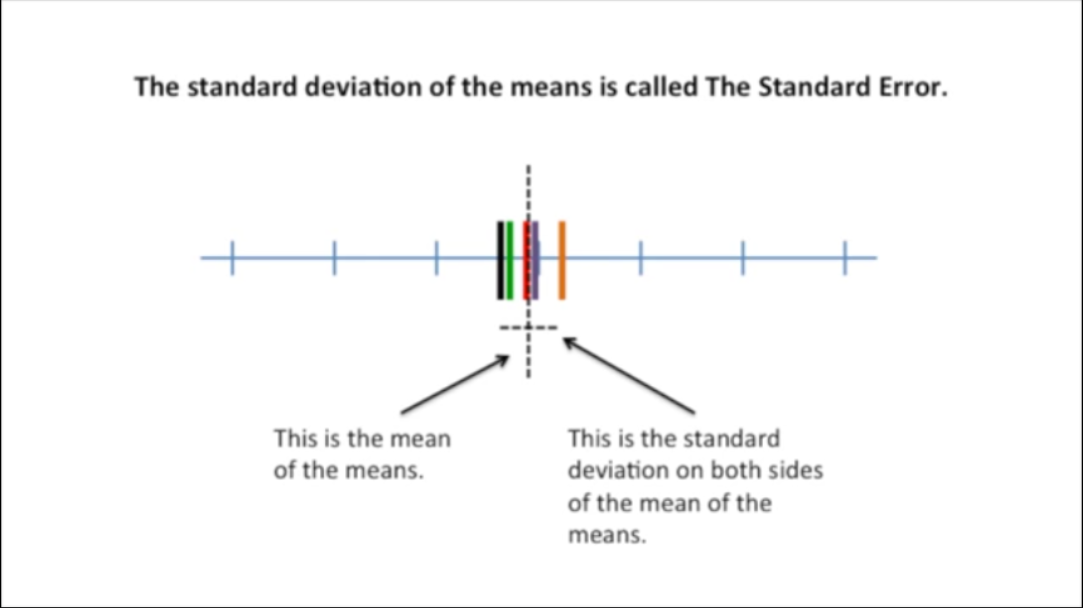 The standard deviation of the means is called The Standard Error.
This is the mean
of the means.
This is the standard
deviation on both sides
of the mean of the
means.